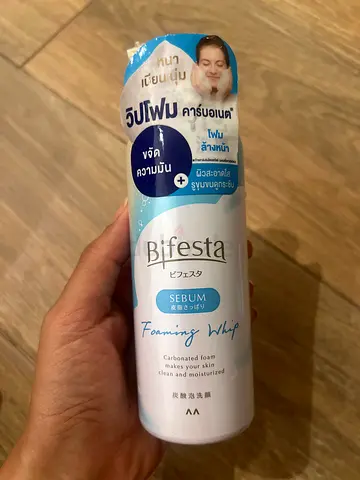 หนา
เนียน นุ่ม
วิปโฟม คาร์บอเนต*
ขจัด
ความมัน
โฟม
ล้างหน้า
+
ผิวสะอาดใส
รูขุมขนดูกระชับ
Bifesta
ビフェスタ
SEBUM
皮脂さっぱり
Foaming Whip
Carbonated foam
makes your skin
clean and moisturized
炭酸泡洗顔